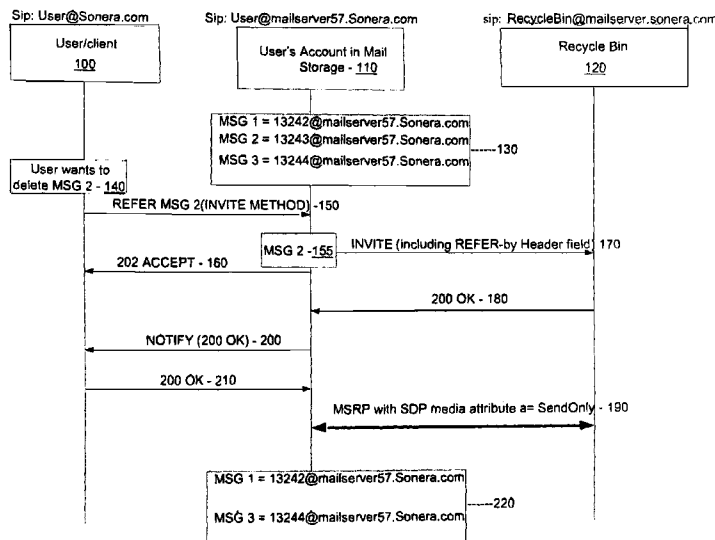 Sip: User@Sonera.com
Sip: User@mailserver57.Sonera.com
sip: RecycleBin@mailserver.sonera.com
User/client
100
User's Account in Mail
Storage - 110
Recycle Bin
120
MSG 1 = 13242@mailserver57.Sonera.com
MSG 2 = 13243@mailserver57.Sonera.com
MSG 3 = 13244@mailserver57.Sonera.com
130
User wants to
delete MSG 2 - 140
REFER MSG 2(INVITE METHOD) -150
MSG 2 -155
INVITE (including REFER-by Header field) 170
202 ACCEPT - 160
200 OK - 180
NOTIFY (200 OK) - 200
200 OK - 210
MSRP with SDP media attribute a= SendOnly - 190
MSG 1 = 13242@mailserver57.Sonera.com
220
MSG 3 = 13244@mailserver57.Sonera.com